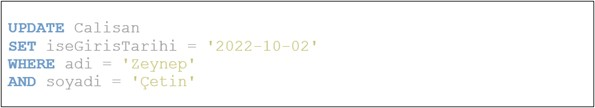 UPDATE Calisan
SET iseGirisTarihi = '2022-10-02'
WHERE adi = 'Zeynep'
AND soyadi = 'Çetin'